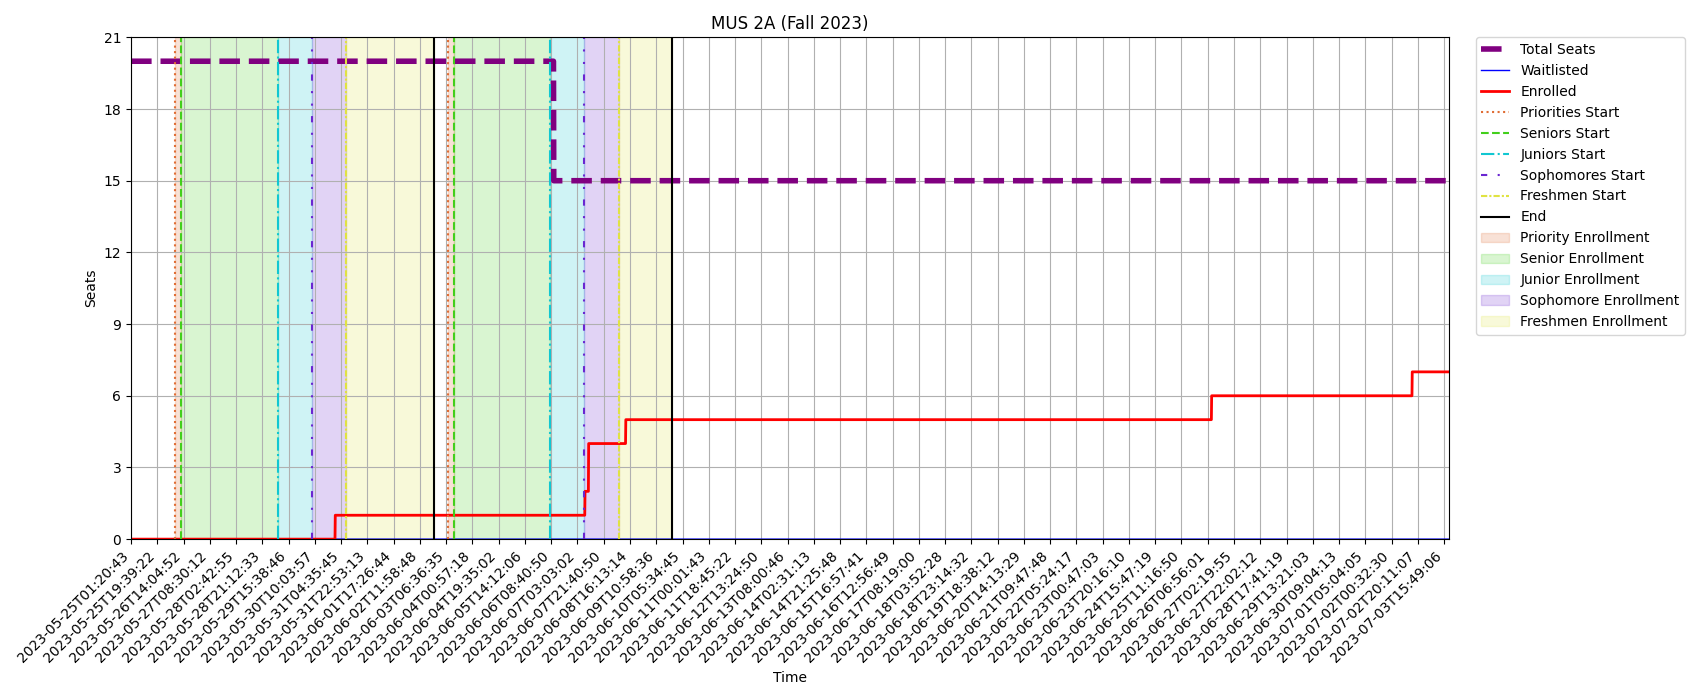 MUS 2A (Fall 2023)
21
18
15
12
9
6
3
0
Seats
2023-05-25T01:20:43
2023-05-25T19:39:22
2023-05-26T14:04:52
2023-05-27T08:30:12
2023-05-28T02:42:55
2023-05-28T21:12:33
2023-05-29T15:38:46
2023-05-30T10:03:57
2023-05-31T04:35:45
2023-05-31T22:53:13
2023-06-01T17:26:44
2023-06-02T11:58:48
2023-06-03T06:36:35
2023-06-04T00:57:18
2023-06-04T19:35:02
2023-06-05T14:12:06
2023-06-06T08:40:50
2023-06-07T03:03:02
2023-06-07T21:40:50
2023-06-08T16:13:14
2023-06-09T10:58:36
2023-06-10T05:34:45
2023-06-11T00:01:43
2023-06-11T18:45:22
2023-06-12T13:24:50
2023-06-13T08:00:46
2023-06-14T02:31:13
2023-06-14T21:25:48
2023-06-15T16:57:41
2023-06-16T12:56:49
2023-06-17T08:19:00
2023-06-18T03:52:28
2023-06-18T23:14:32
2023-06-19T18:38:12
2023-06-20T14:13:29
2023-06-21T09:47:48
2023-06-22T05:24:17
2023-06-23T00:47:03
2023-06-23T20:16:10
2023-06-24T15:47:19
2023-06-25T11:16:50
2023-06-26T06:56:01
2023-06-27T02:19:55
2023-06-27T22:02:12
2023-06-28T17:41:19
2023-06-29T13:21:03
2023-06-30T09:04:13
2023-07-01T05:04:05
2023-07-02T00:32:30
2023-07-02T20:11:07
2023-07-03T15:49:06
Time
Total Seats
Waitlisted
Enrolled
Priorities Start
Seniors Start
Juniors Start
Sophomores Start
Freshmen Start
End
Priority Enrollment
Senior Enrollment
Junior Enrollment
Sophomore Enrollment
Freshmen Enrollment